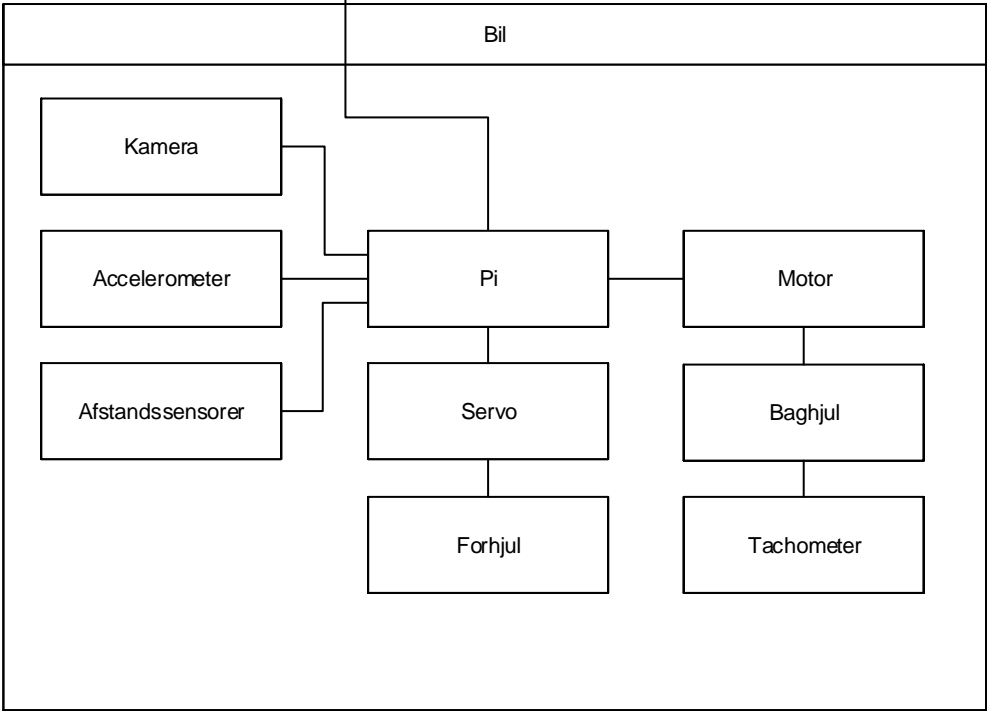 Bil
Kamera
Accelerometer
Pi
Motor
Afstandssensorer
Servo
Baghjul
Forhjul
Tachometer